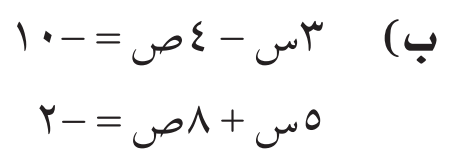 ب) ٣س − ٤ص = −١٠
٥س + ٨ص = −٢